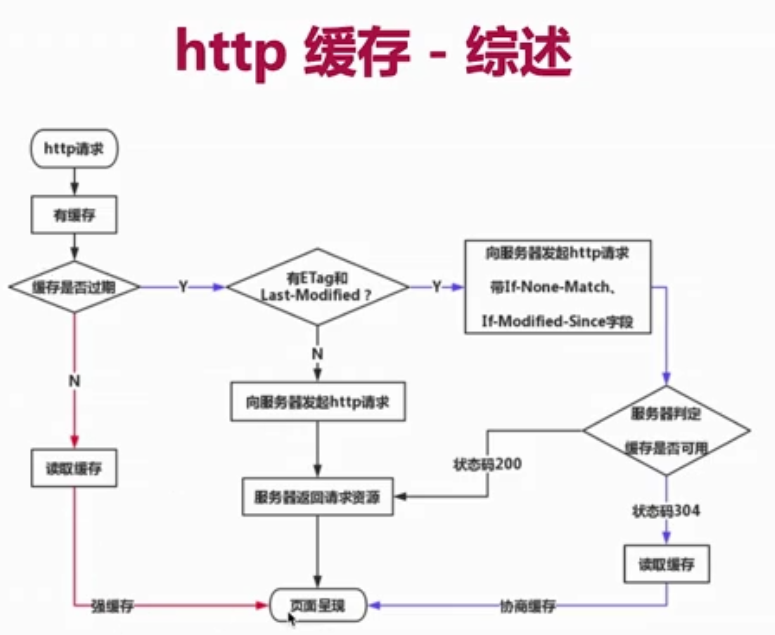 http 缓存 - 综述
http请求
有缓存
缓存是否过期
Y
有ETag和
Last-Modified ?
Y
向服务器发起http请求
带If-None-Match、
If-Modified-Since字段
N
N
向服务器发起http请求
服务器判定
缓存是否可用
读取缓存
状态码200
服务器返回请求资源
状态码304
读取缓存
强缓存
页面呈现
协商缓存